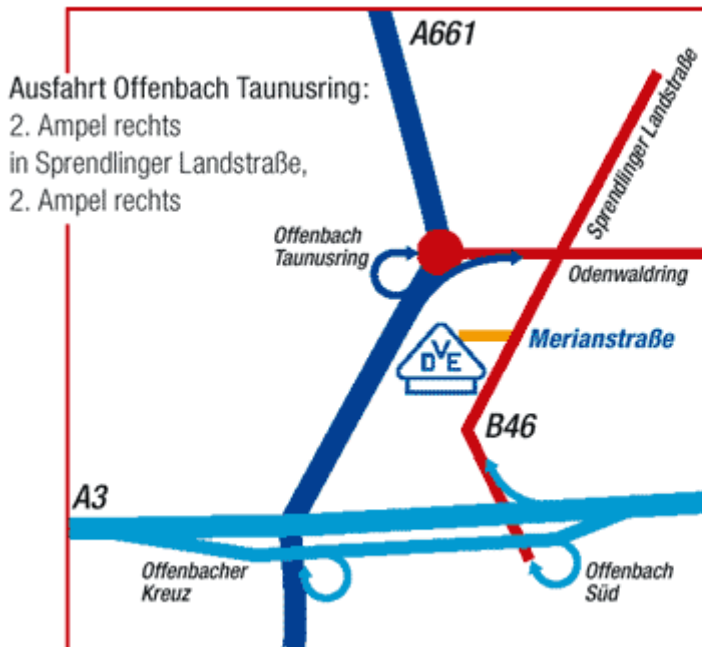 A661
Ausfahrt Offenbach Taunusring:
2. Ampel rechts
in Sprendlinger Landstraße,
2. Ampel rechts
Sprendlinger Landstraße
Offenbach
Taunusring
Odenwaldring
Merianstraße
DVE
B46
A3
Offenbacher
Kreuz
Offenbach
Süd